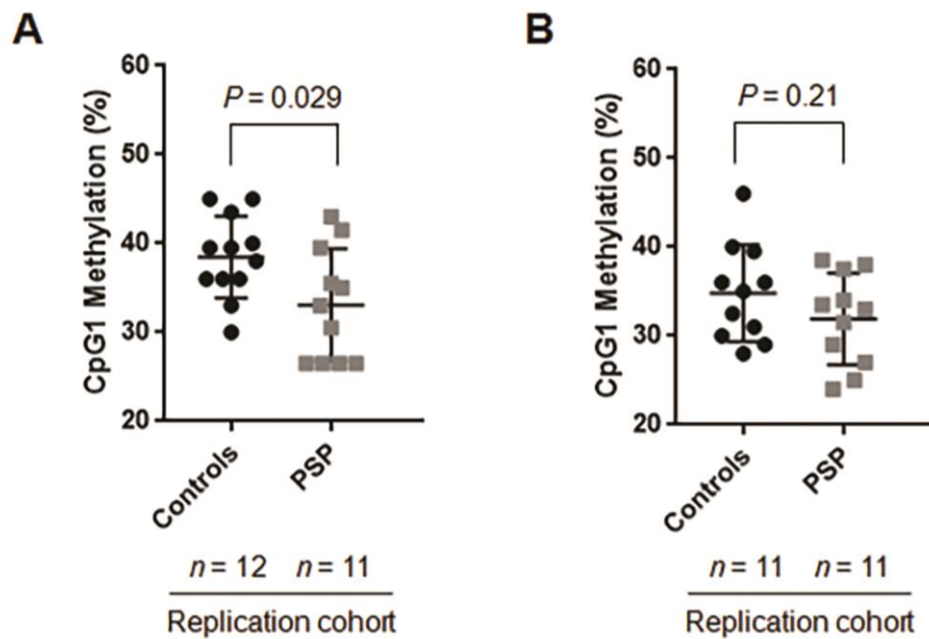 A
CpG1 Methylation (%)
60
50
40
30
20
P = 0.029
Controls
PSP
n = 12
n = 11
Replication cohort
B
CpG1 Methylation (%)
60
50
40
30
20
P = 0.21
Controls
PSP
n = 11
n = 11
Replication cohort